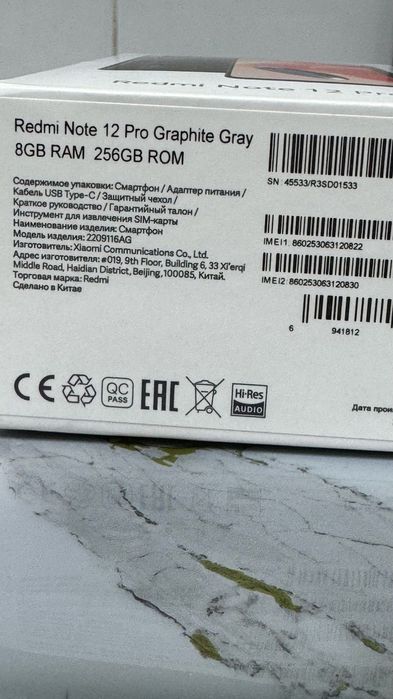 Redmi Note 12 Pro
Redmi Note 12 Pro Graphite Gray
8GB RAM 256GB ROM
Содержимое упаковки: Смартфон / Адаптер питания /
Кабель USB Type-C / Защитный чехол /
Краткое руководство / Гарантийный талон /
Инструмент для извлечения SIM-карты
Наименование изделия: Смартфон
Модель изделия: 2209116AG
Изготовитель: Xiaomi Communications Co., Ltd.
Адрес изготовителя: #019, 9th Floor, Building 6, 33 Xi'erqi
Middle Road, Haidian District, Beijing,100085, Китай.
Торговая марка: Redmi
Сделано в Китае
SN: 45533/R3SD01533
IMEI1: 860253063120822
IMEI2: 860253063120830
6 941812
CE
QC
PASS
EAC
Hi-Res
AUDIO
Дата